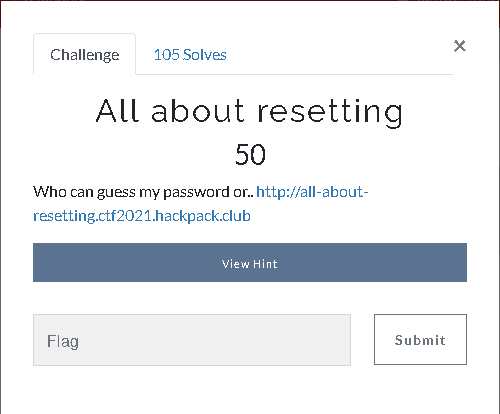 Challenge
105 Solves
×
All about resetting
50
Who can guess my password or.. http://all-about-
resetting.ctf2021.hackpack.club
View Hint
Flag
Submit